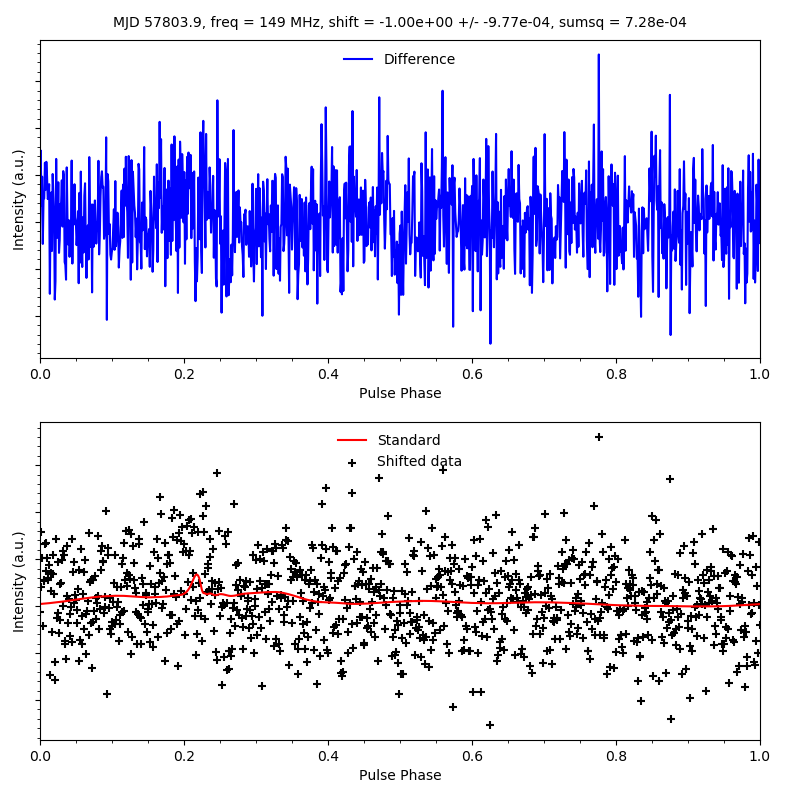 MJD 57803.9, freq = 149 MHz, shift = -1.00e+00 +/- -9.77e-04, sumsq = 7.28e-04
Difference
Intensity (a.u.)
0.0 0.2 0.4 0.6 0.8 1.0
Pulse Phase
Standard
Shifted data
Intensity (a.u.)
0.0 0.2 0.4 0.6 0.8 1.0
Pulse Phase